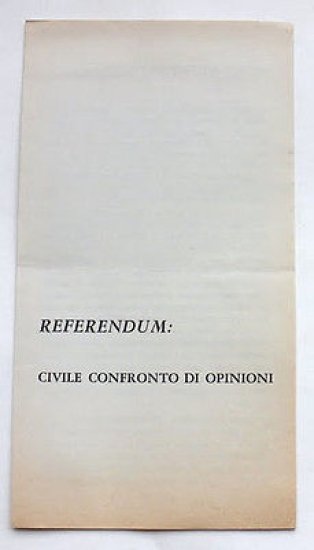 REFERENDUM:
CIVILE CONFRONTO DI OPINIONI